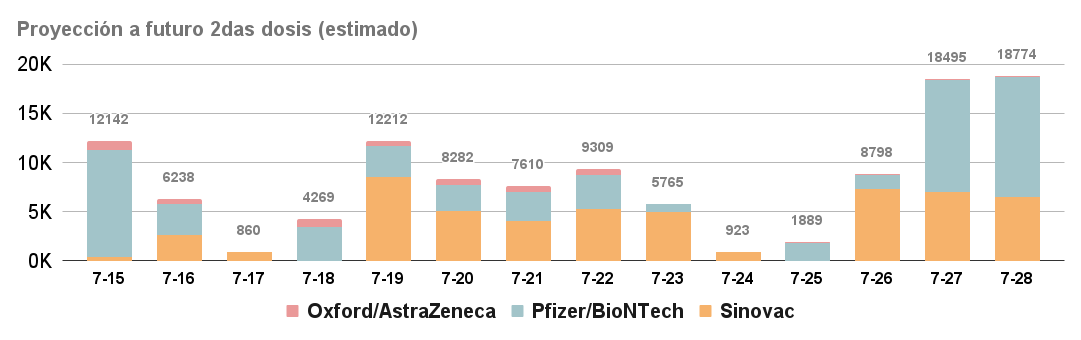 Proyección a futuro 2das dosis (estimado)
20K
15K
10K
5K
0K
12142
6238
860
4269
12212
8282
7610
9309
5765
923
1889
8798
18495
18774
7-15 7-16 7-17 7-18 7-19 7-20 7-21 7-22 7-23 7-24 7-25 7-26 7-27 7-28
Oxford/AstraZeneca Pfizer/BioNTech Sinovac